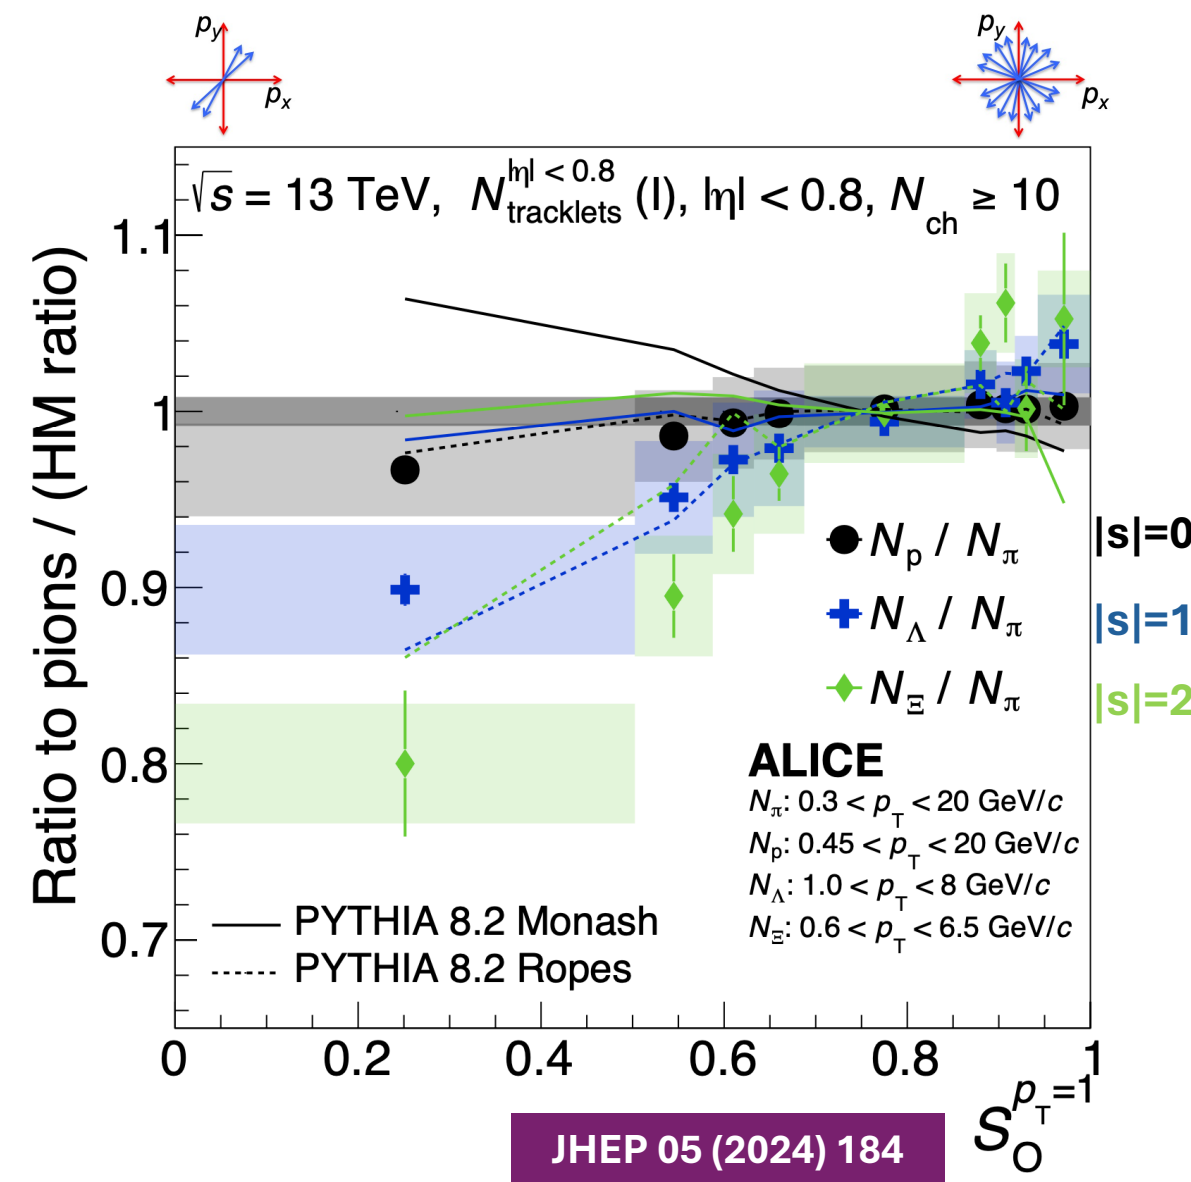 p_y
p_x
p_y
p_x
√s = 13 TeV, N_tracklets^|η| < 0.8 (I), |η| < 0.8, N_ch ≥ 10
Ratio to pions / (HM ratio)
1.1
1
0.9
0.8
0.7
N_p / N_π |s|=0
N_Λ / N_π |s|=1
N_Ξ / N_π |s|=2
ALICE
N_π: 0.3 < p_T < 20 GeV/c
N_p: 0.45 < p_T < 20 GeV/c
N_Λ: 1.0 < p_T < 8 GeV/c
N_Ξ: 0.6 < p_T < 6.5 GeV/c
PYTHIA 8.2 Monash
PYTHIA 8.2 Ropes
0 0.2 0.4 0.6 0.8 1
S_O^p_T=1
JHEP 05 (2024) 184